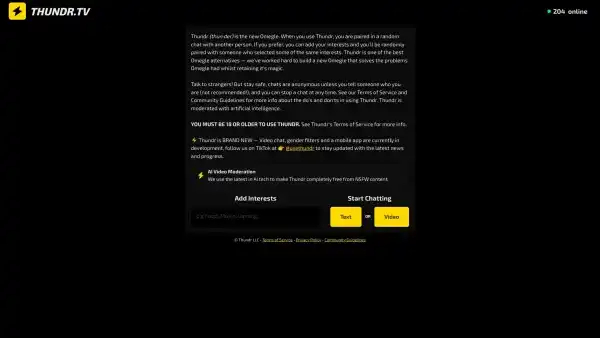 THUNDR.TV
204 online
Thundr (thun·der) is the new Omegle. When you use Thundr, you are paired in a random
chat with another person. If you prefer, you can add your interests and you'll be randomly
paired with someone who selected some of the same interests. Thundr is one of the best
Omegle alternatives — we've worked hard to build a new Omegle that solves the problems
Omegle had whilst retaining it's magic.
Talk to strangers! But stay safe, chats are anonymous unless you tell someone who you
are (not recommended!), and you can stop a chat at any time. See our Terms of Service and
Community Guidelines for more info about the do's and don'ts in using Thundr. Thundr is
moderated with artificial intelligence.
YOU MUST BE 18 OR OLDER TO USE THUNDR. See Thundr's Terms of Service for more info.
⚡ Thundr is BRAND NEW — Video chat, gender filters and a mobile app are currently in
development, follow us on TikTok at 👉 @usethundr to stay updated with the latest news
and progress.
AI Video Moderation
We use the latest in AI tech to make Thundr completely free from NSFW content.
Add Interests
Start Chatting
Text
OR
Video
© Thundr LLC • Terms of Service • Privacy Policy • Community Guidelines